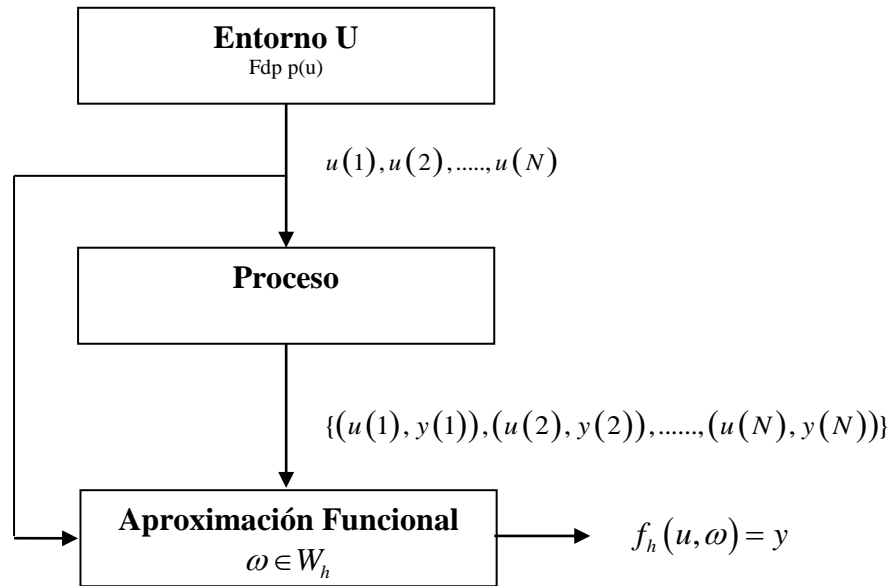 Entorno U
Fdp p(u)
u(1),u(2),.....,u(N)
Proceso
{(u(1), y(1)),(u(2), y(2)),......,(u(N), y(N))}
Aproximación Funcional
ω∈W_h
f_h(u,ω)= y